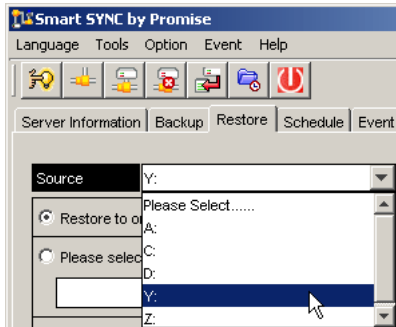 Smart SYNC by Promise
Language Tools Option Event Help
Server Information Backup Restore Schedule Event
Source Y:
Please Select......
Restore to o
A:
C:
Please selec
D:
Y:
Z: